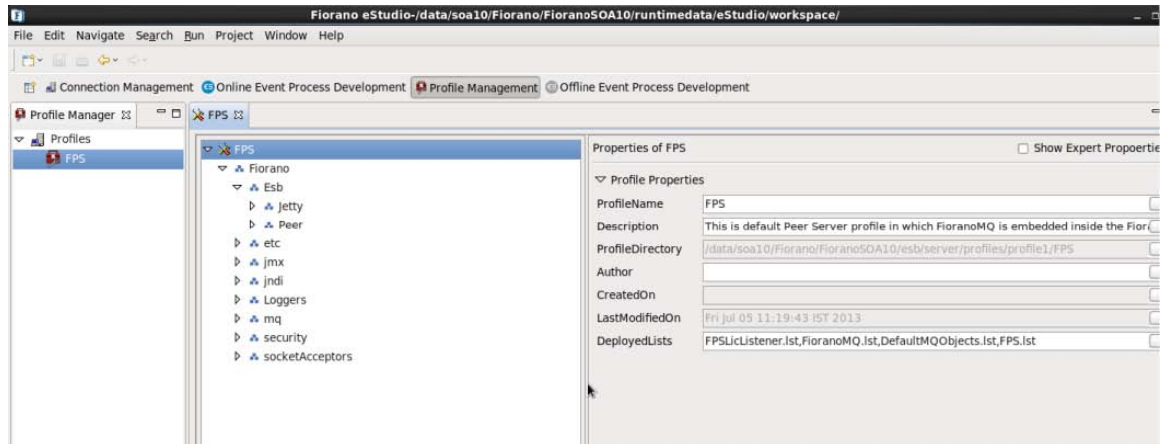 Fiorano eStudio-/data/soa10/Fiorano/FioranoSOA10/runtimedata/eStudio/workspace/
File Edit Navigate Search Run Project Window Help
Connection Management Online Event Process Development Profile Management Offline Event Process Development
Profile Manager
FPS
Profiles
FPS
FPS
Fiorano
Esb
Jetty
Peer
etc
jmx
jndi
Loggers
mq
security
socketAcceptors
Properties of FPS
Show Expert Propoertie
Profile Properties
ProfileName FPS
Description This is default Peer Server profile in which FioranoMQ is embedded inside the Fior
ProfileDirectory /data/soa10/Fiorano/FioranoSOA10/esb/server/profiles/profile1/FPS
Author
CreatedOn
LastModifiedOn Fri Jul 05 11:19:43 IST 2013
DeployedLists FPSLicListener.lst,FioranoMQ.lst,DefaultMQObjects.lst,FPS.lst